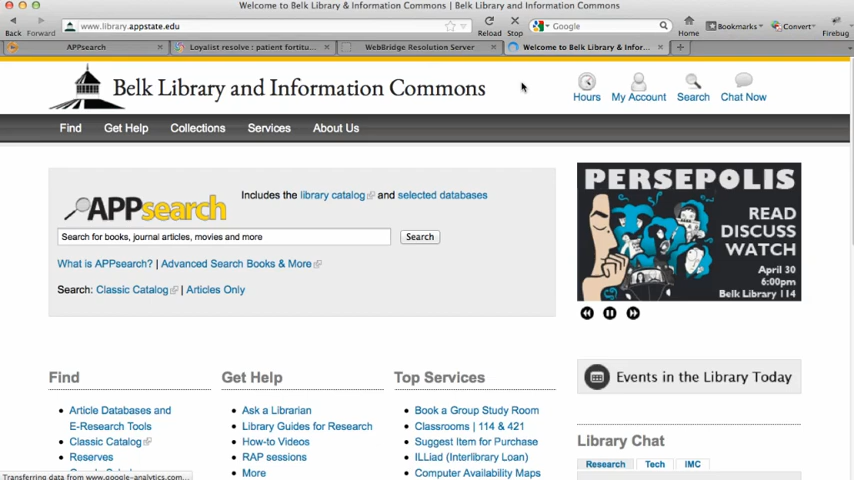 Welcome to Belk Library & Information Commons | Belk Library and Information Commons
www.library.appstate.edu
Google
Back
Forward
Reload
Stop
Home
Bookmarks
Convert
Firebug
APPsearch
Loyalist resolve : patient fortitu...
WebBridge Resolution Server
Welcome to Belk Library & Infor...
Belk Library and Information Commons
Hours
My Account
Search
Chat Now
Find
Get Help
Collections
Services
About Us
APPsearch
Includes the library catalog and selected databases
Search for books, journal articles, movies and more
Search
What is APPsearch? | Advanced Search Books & More
Search: Classic Catalog | Articles Only
PERSEPOLIS
READ
DISCUSS
WATCH
April 30
6:00pm
Belk Library 114
Events in the Library Today
Find
Article Databases and
E-Research Tools
Classic Catalog
Reserves
Get Help
Ask a Librarian
Library Guides for Research
How-to Videos
RAP sessions
More
Top Services
Book a Group Study Room
Classrooms | 114 & 421
Suggest Item for Purchase
ILLiad (Interlibrary Loan)
Computer Availability Maps
Library Chat
Research
Tech
IMC
Transferring data from www.google-analytics.com...